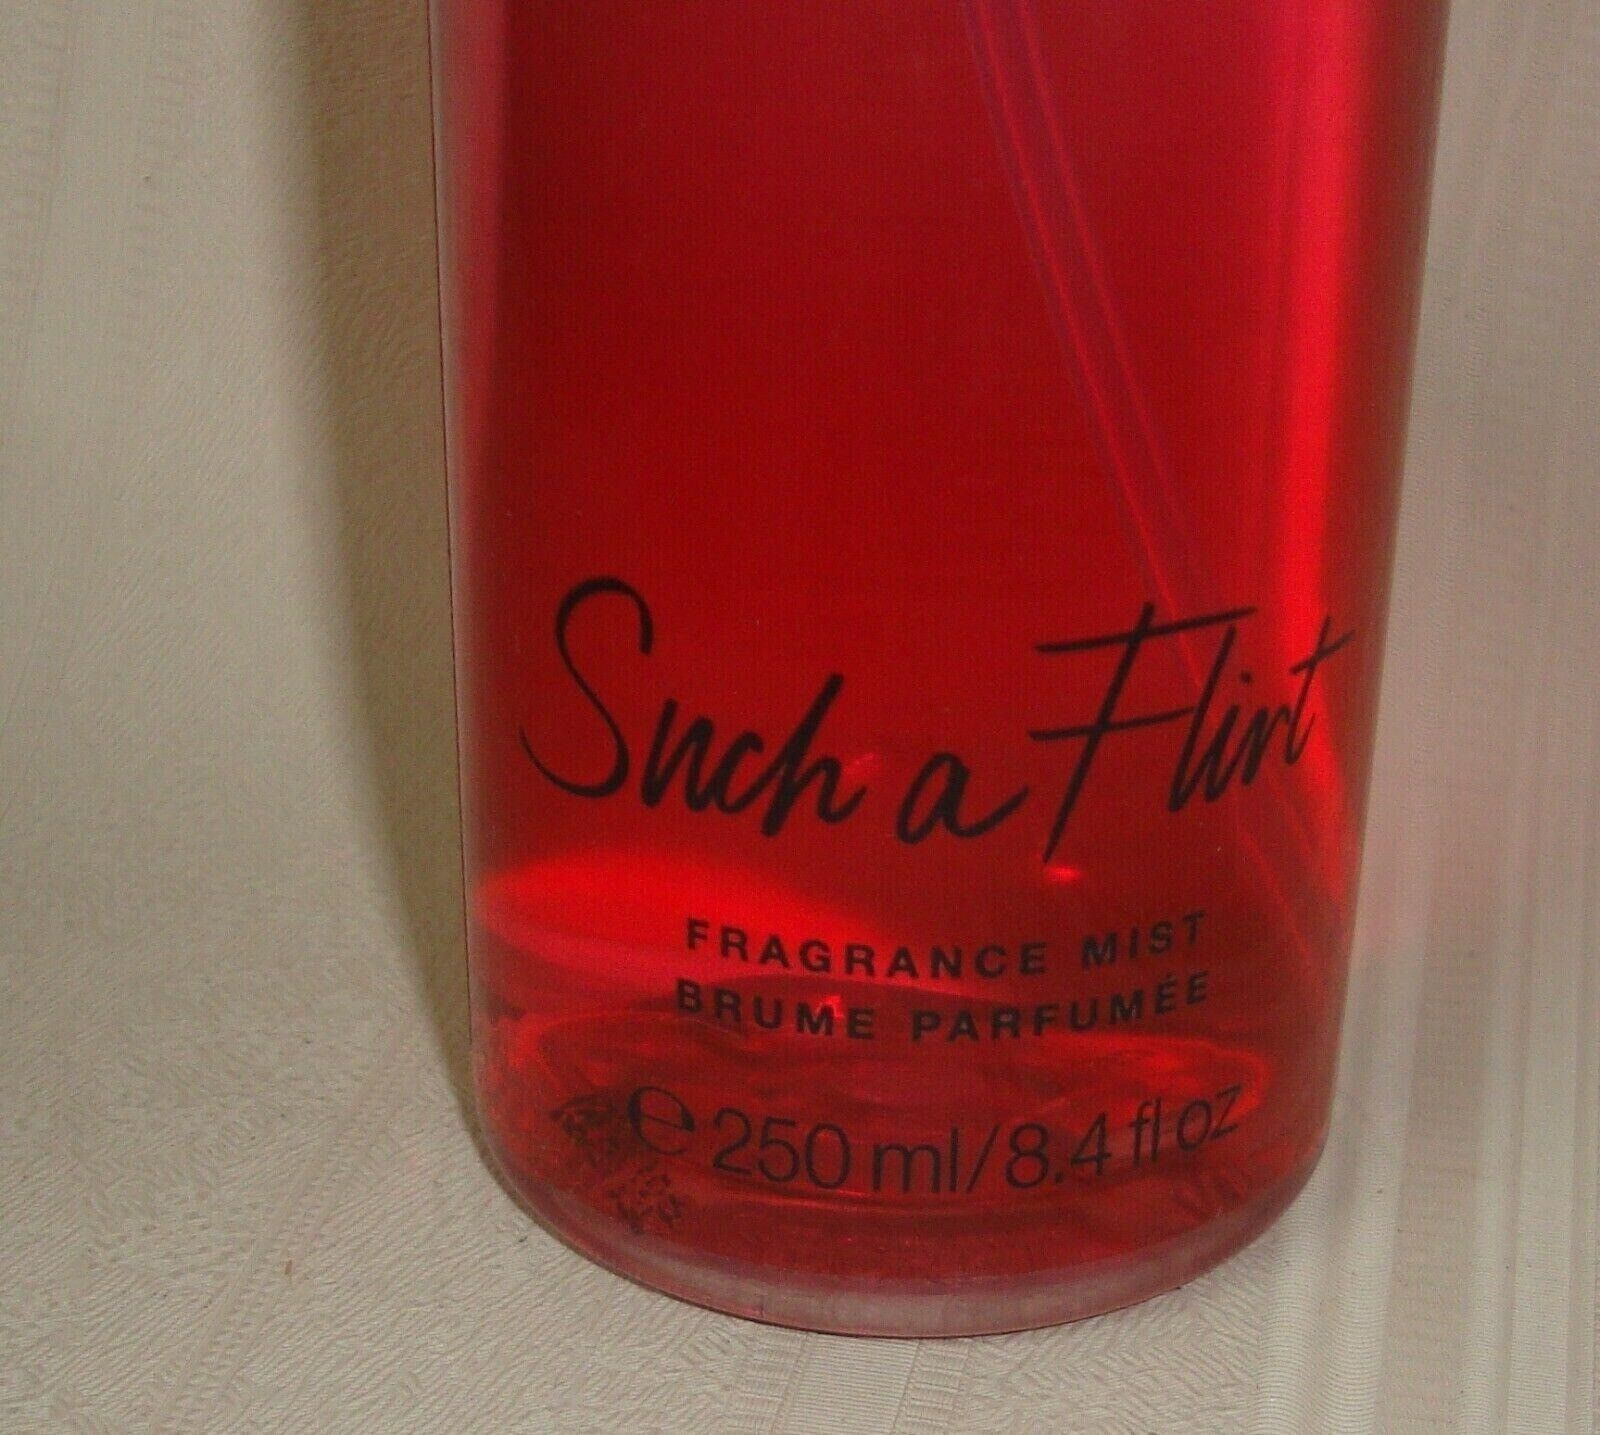 Such a Flirt
FRAGRANCE MIST
BRUME PARFUMÉE
℮ 250 ml/8.4 fl oz